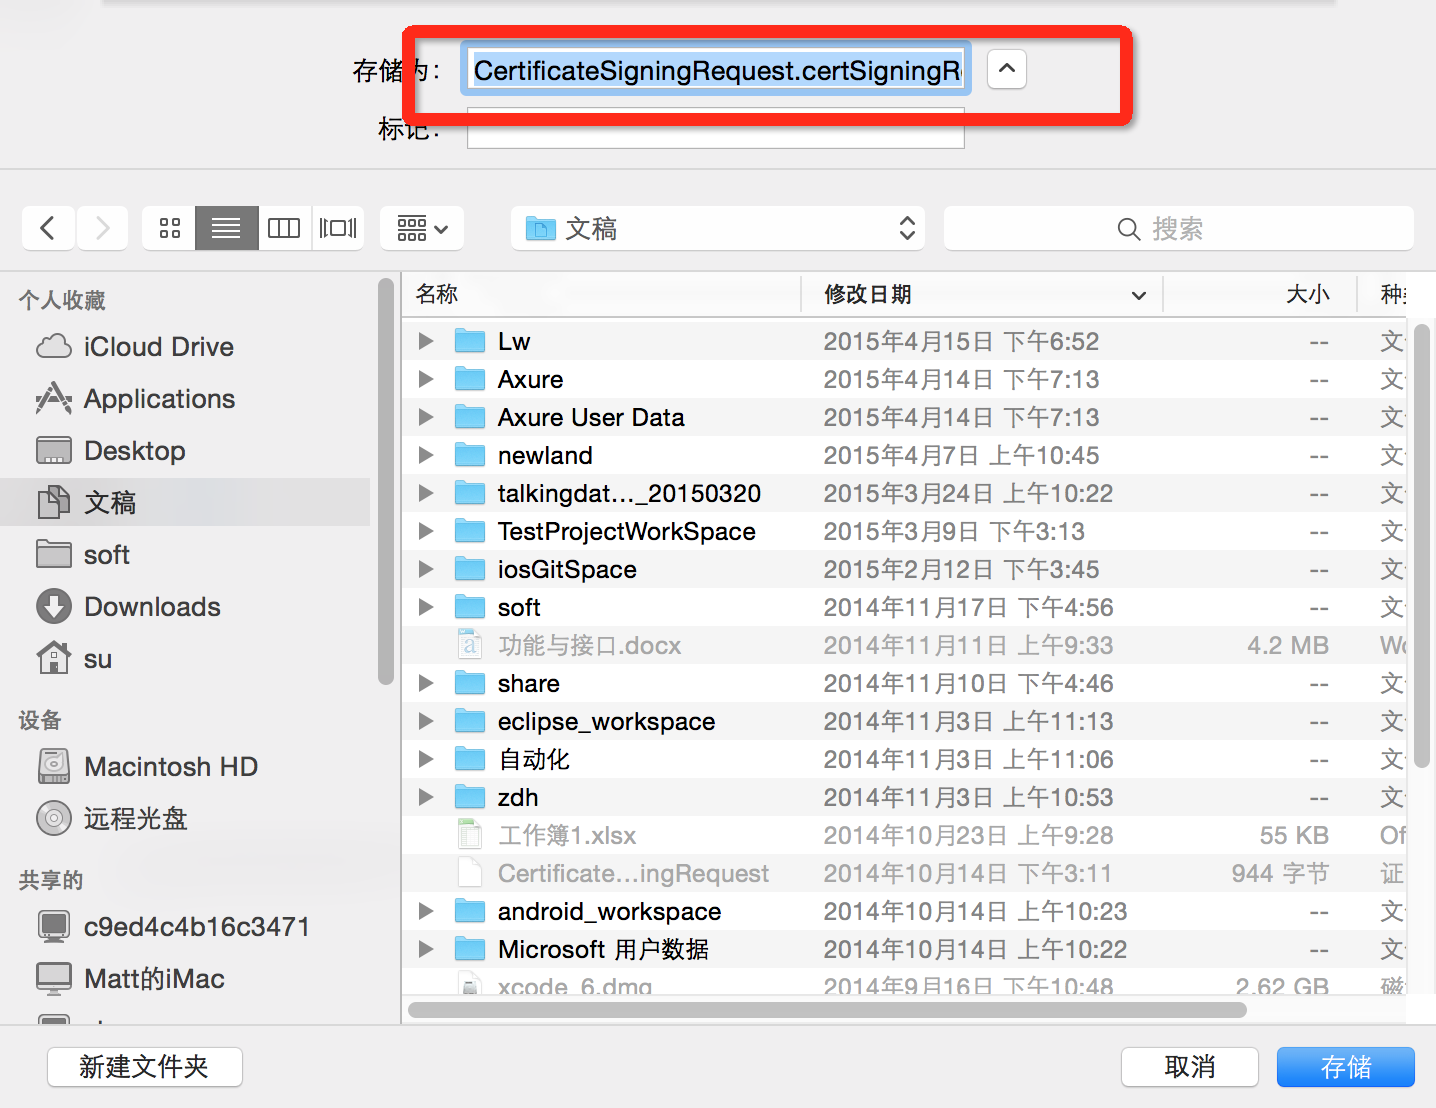 存储为：
CertificateSigningRequest.certSigningR
标记：
文稿
搜索
个人收藏
iCloud Drive
Applications
Desktop
文稿
soft
Downloads
su
设备
Macintosh HD
远程光盘
共享的
c9ed4c4b16c3471
Matt的iMac
名称 修改日期 大小 种
Lw 2015年4月15日 下午6:52 -- 文
Axure 2015年4月14日 下午7:13 -- 文
Axure User Data 2015年4月14日 下午7:13 -- 文
newland 2015年4月7日 上午10:45 -- 文
talkingdat..._20150320 2015年3月24日 上午10:22 -- 文
TestProjectWorkSpace 2015年3月9日 下午3:13 -- 文
iosGitSpace 2015年2月12日 下午3:45 -- 文
soft 2014年11月17日 下午4:56 -- 文
功能与接口.docx 2014年11月11日 上午9:33 4.2 MB Wo
share 2014年11月10日 下午4:46 -- 文
eclipse_workspace 2014年11月3日 上午11:13 -- 文
自动化 2014年11月3日 上午11:06 -- 文
zdh 2014年11月3日 上午10:53 -- 文
工作簿1.xlsx 2014年10月23日 上午9:28 55 KB Of
Certificate...ingRequest 2014年10月14日 下午3:11 944 字节 证
android_workspace 2014年10月14日 上午10:23 -- 文
Microsoft 用户数据 2014年10月14日 上午10:22 -- 文
xcode_6.dmg 2014年9月16日 下午10:48 2.62 GB 磁
新建文件夹
取消
存储